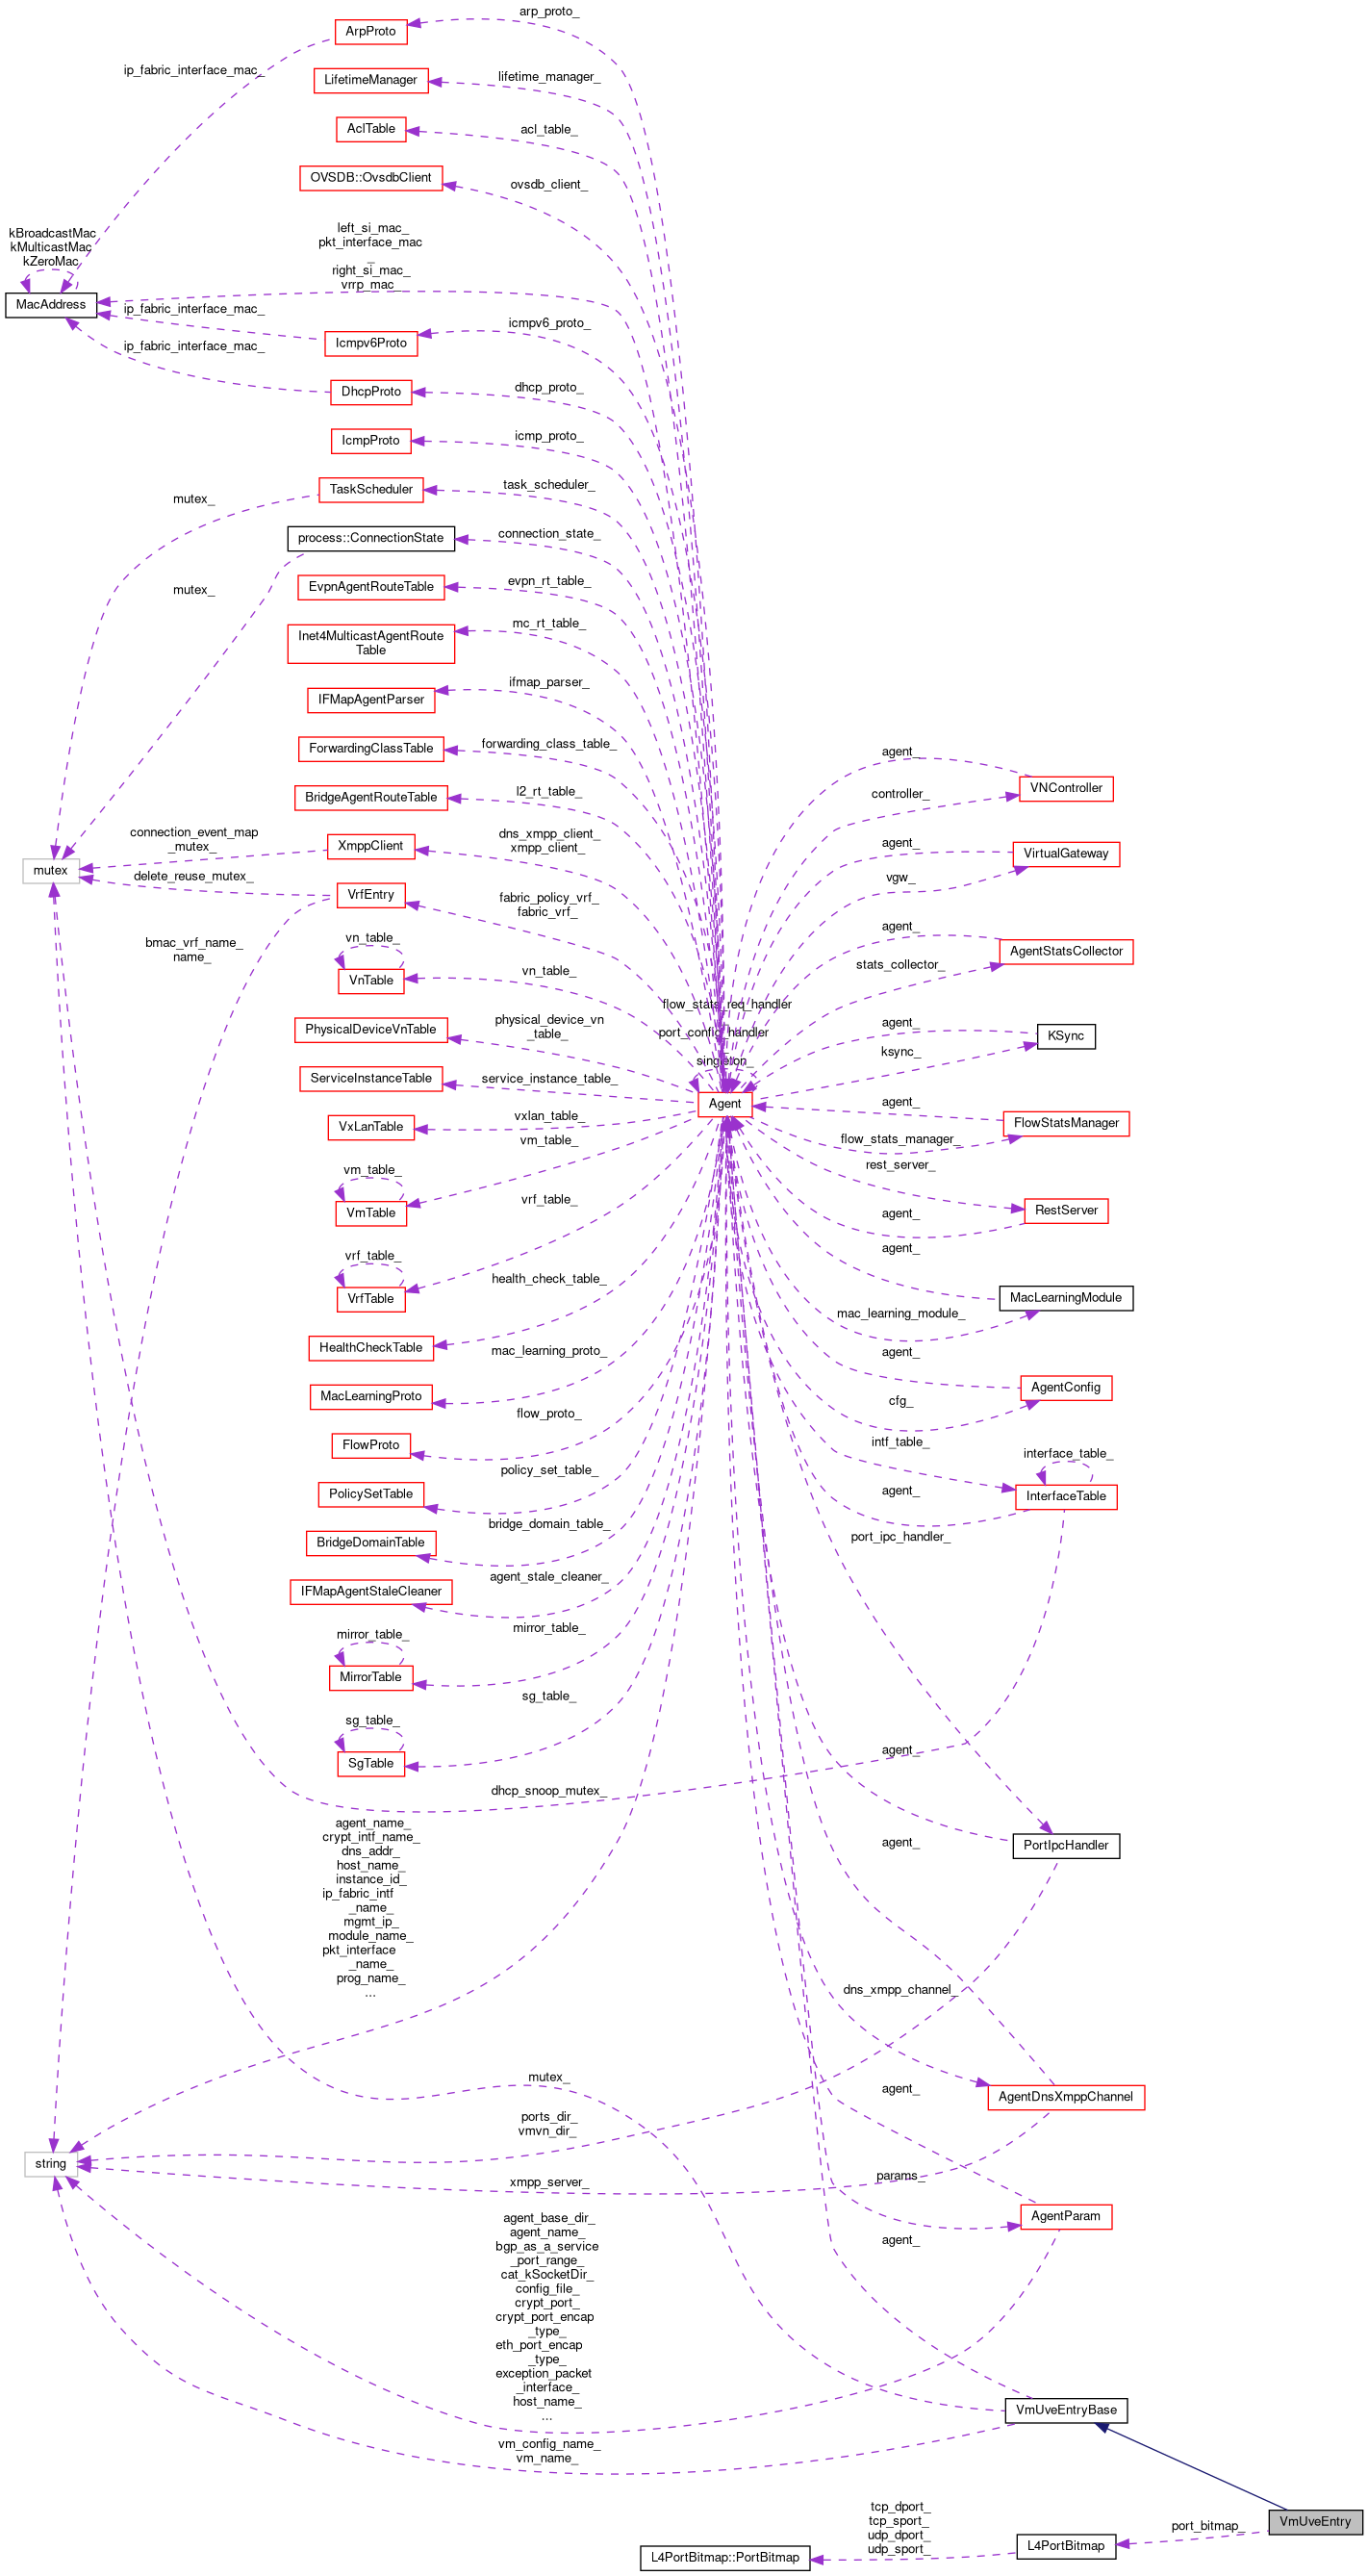 arp_proto_
ArpProto
ip_fabric_interface_mac_
lifetime_manager_
LifetimeManager
acl_table_
AclTable
ovsdb_client_
OVSDB::OvsdbClient
kBroadcastMac
kMulticastMac
kZeroMac
left_si_mac_
pkt_interface_mac
_
right_si_mac_
vrrp_mac_
MacAddress
ip_fabric_interface_mac_
icmpv6_proto_
Icmpv6Proto
ip_fabric_interface_mac_
dhcp_proto_
DhcpProto
icmp_proto_
IcmpProto
task_scheduler_
TaskScheduler
mutex_
connection_state_
process::ConnectionState
mutex_
evpn_rt_table_
EvpnAgentRouteTable
mc_rt_table_
Inet4MulticastAgentRoute
Table
ifmap_parser_
IFMapAgentParser
forwarding_class_table_
ForwardingClassTable
agent_
VNController
l2_rt_table_
BridgeAgentRouteTable
controller_
connection_event_map
_mutex_
XmppClient
dns_xmpp_client_
xmpp_client_
agent_
VirtualGateway
mutex
delete_reuse_mutex_
vgw_
VrfEntry
fabric_policy_vrf_
fabric_vrf_
bmac_vrf_name_
name_
vn_table_
agent_
AgentStatsCollector
stats_collector_
VnTable
vn_table_
flow_stats_req_handler
port_config_handler
singleton_
PhysicalDeviceVnTable
physical_device_vn
_table_
agent_
KSync
ksync_
ServiceInstanceTable
service_instance_table_
Agent
agent_
VxLanTable
vxlan_table_
FlowStatsManager
vm_table_
flow_stats_manager_
vm_table_
rest_server_
VmTable
vrf_table_
agent_
RestServer
vrf_table_
agent_
VrfTable
health_check_table_
MacLearningModule
mac_learning_module_
HealthCheckTable
mac_learning_proto_
agent_
MacLearningProto
AgentConfig
cfg_
flow_proto_
FlowProto
intf_table_
interface_table_
policy_set_table_
PolicySetTable
agent_
InterfaceTable
bridge_domain_table_
BridgeDomainTable
port_ipc_handler_
agent_stale_cleaner_
IFMapAgentStaleCleaner
mirror_table_
mirror_table_
MirrorTable
sg_table_
sg_table_
SgTable
agent_
dhcp_snoop_mutex_
agent_name_
crypt_intf_name_
dns_addr_
host_name_
instance_id_
ip_fabric_intf
_name_
mgmt_ip_
module_name_
pkt_interface
_name_
prog_name_
...
agent_
PortIpcHandler
dns_xmpp_channel_
mutex_
agent_
AgentDnsXmppChannel
ports_dir_
vmvn_dir_
string
xmpp_server_
params_
AgentParam
agent_base_dir_
agent_name_
bgp_as_a_service
_port_range_
cat_kSocketDir_
config_file_
crypt_port_
crypt_port_encap
_type_
eth_port_encap
_type_
exception_packet
_interface_
host_name_
...
agent_
VmUveEntryBase
vm_config_name_
vm_name_
tcp_dport_
tcp_sport_
udp_dport_
udp_sport_
port_bitmap_
VmUveEntry
L4PortBitmap
L4PortBitmap::PortBitmap